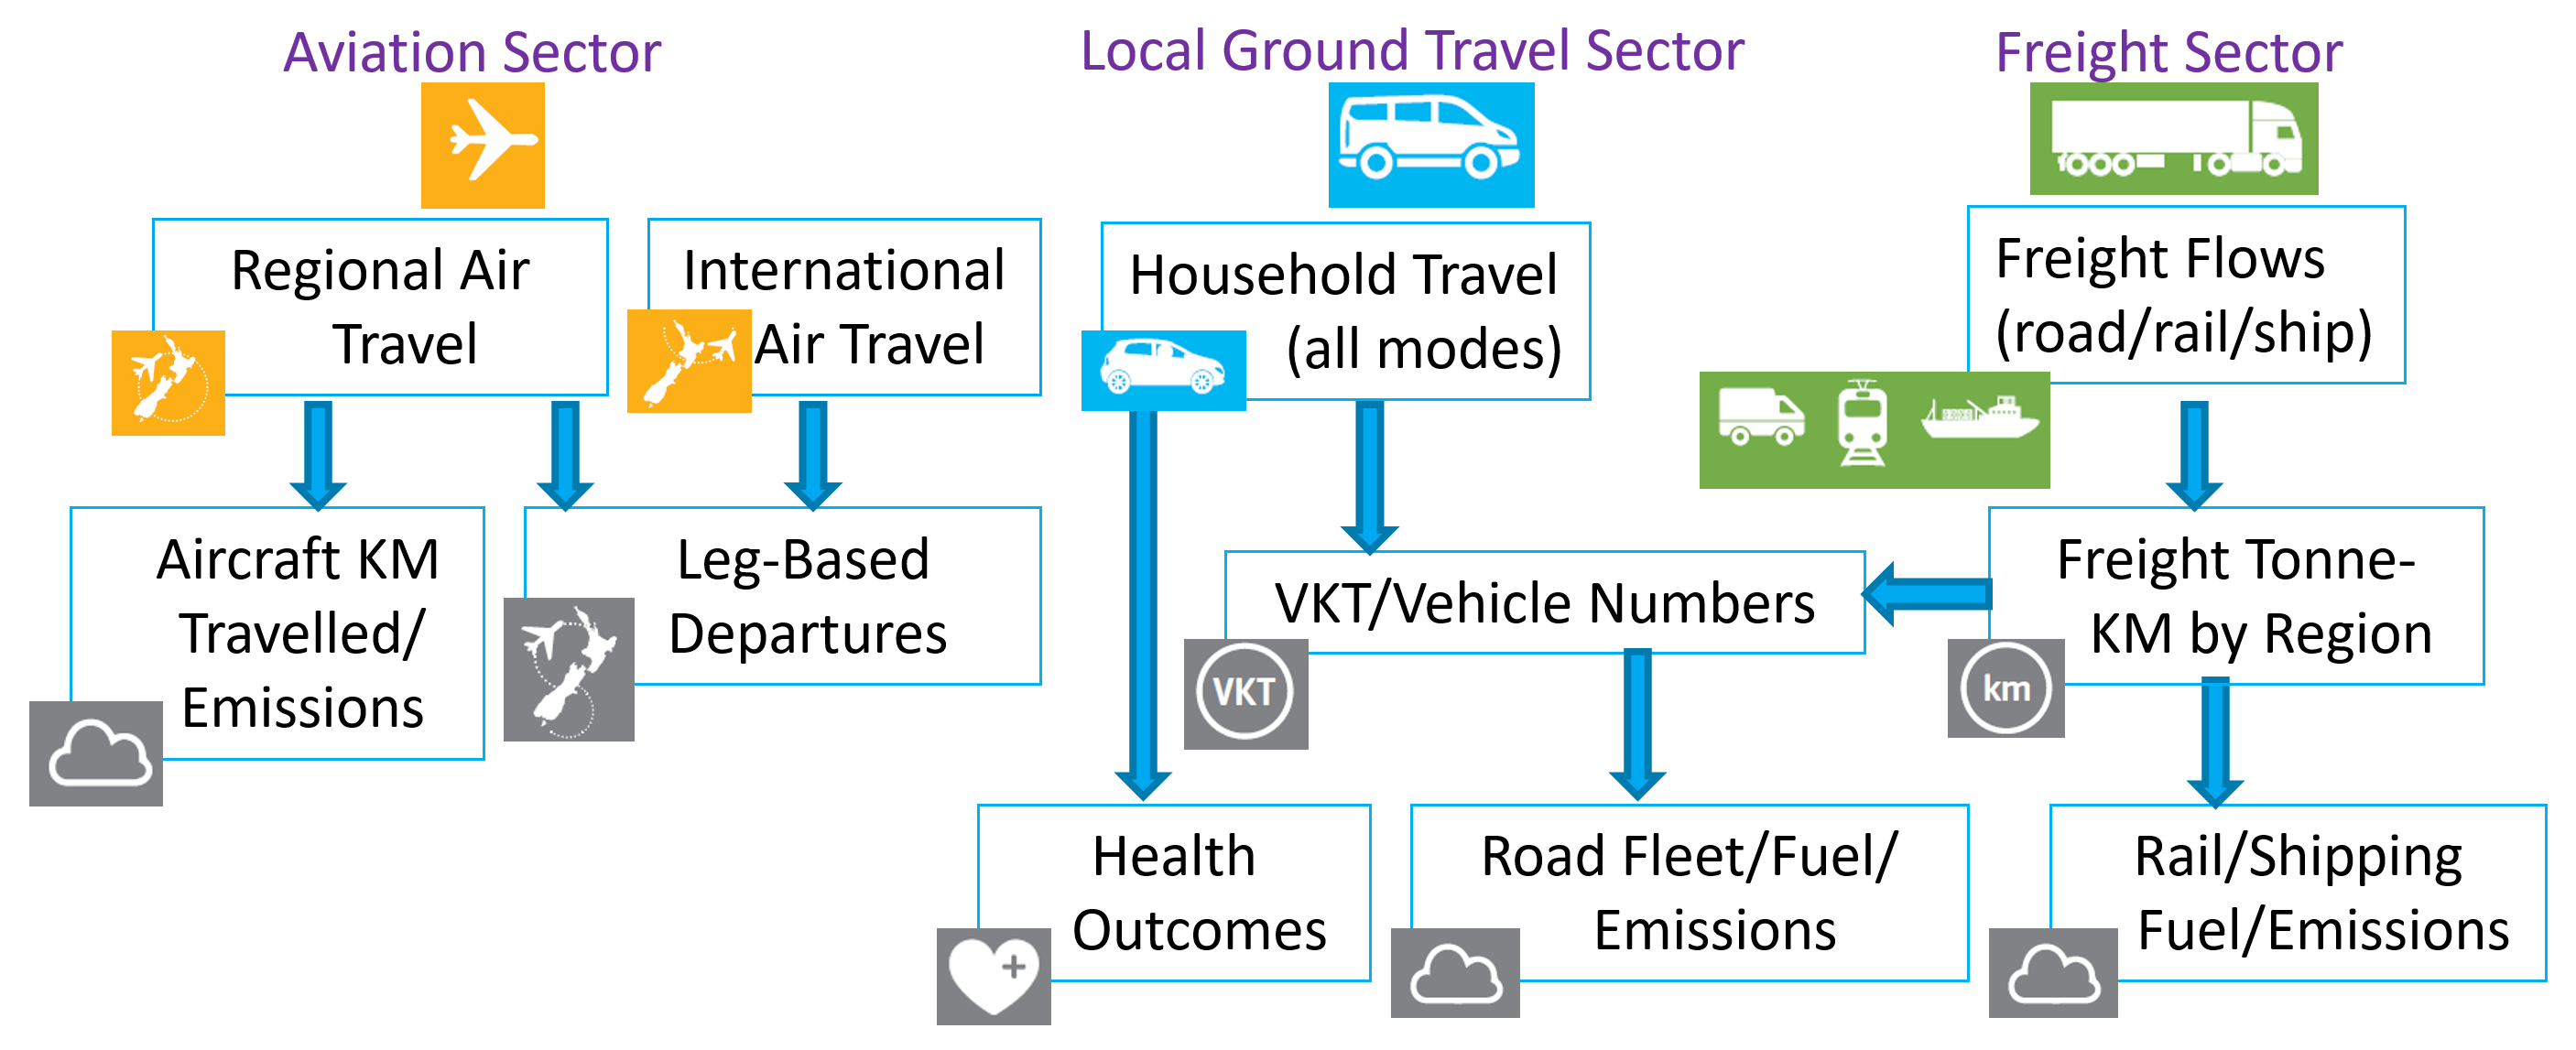 Aviation Sector
Local Ground Travel Sector
Freight Sector
Regional Air
Travel
International
Air Travel
Household Travel
(all modes)
Freight Flows
(road/rail/ship)
Aircraft KM
Travelled/
Emissions
Leg-Based
Departures
VKT/Vehicle Numbers
VKT
Freight Tonne-
KM by Region
km
Health
Outcomes
Road Fleet/Fuel/
Emissions
Rail/Shipping
Fuel/Emissions